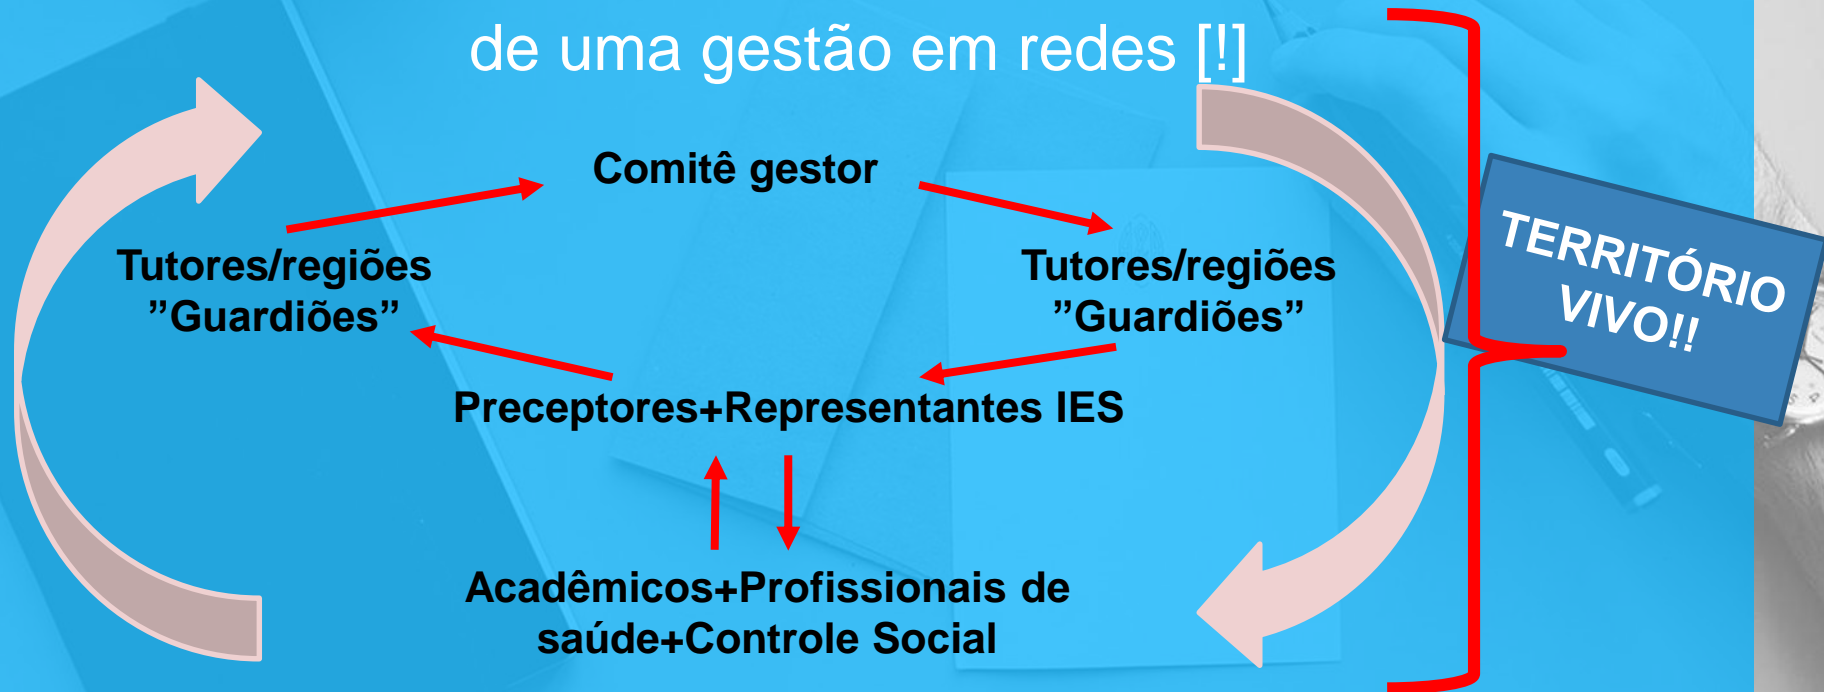 de uma gestão em redes [!]
Comitê gestor
Tutores/regiões
”Guardiões”
Tutores/regiões
”Guardiões”
TERRITÓRIO
VIVO!!
Preceptores+Representantes IES
Acadêmicos+Profissionais de
saúde+Controle Social